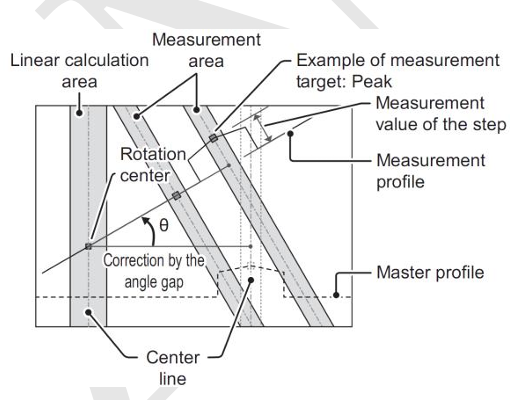 Measurement
area
Linear calculation
area
Example of measurement
target: Peak
Measurement
value of the step
Rotation
center
Measurement
profile
θ
Correction by the
angle gap
Master profile
Center
line